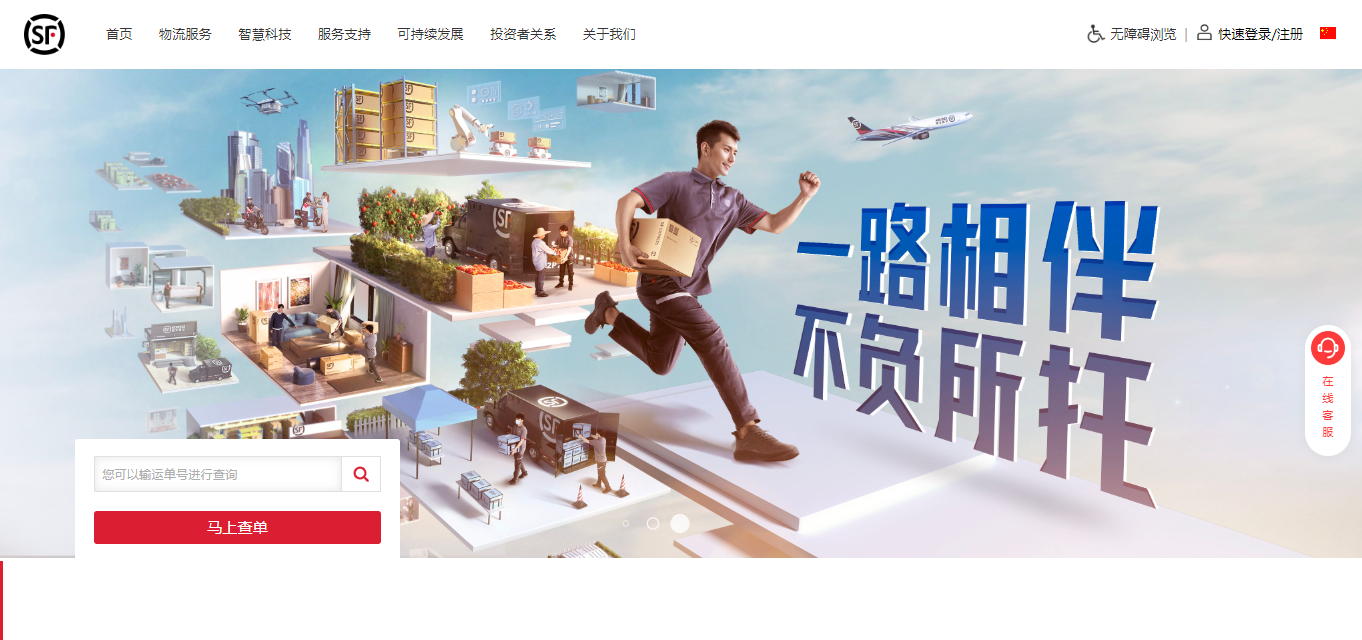 SF
首页
物流服务
智慧科技
服务支持
可持续发展
投资者关系
关于我们
无障碍浏览
|
快速登录/注册
一路相伴
不负所托
在线客服
您可以输运单号进行查询
马上查单